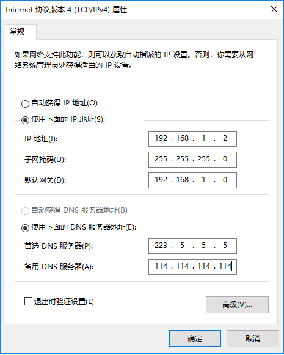 Internet 协议版本 4 (TCP/IPv4) 属性
常规
如果网络支持此功能，则可以获取自动指派的 IP 设置。否则，你需要从网
络系统管理员处获得适当的 IP 设置。
自动获得 IP 地址(O)
使用下面的 IP 地址(S):
IP 地址(I): 192 . 168 . 1 . 2
子网掩码(U): 255 . 255 . 255 . 0
默认网关(D): 192 . 168 . 1 . 0
自动获得 DNS 服务器地址(B)
使用下面的 DNS 服务器地址(E):
首选 DNS 服务器(P): 223 . 5 . 5 . 5
备用 DNS 服务器(A): 114 . 114 . 114 . 114
退出时验证设置(L)
高级(V)...
确定 取消